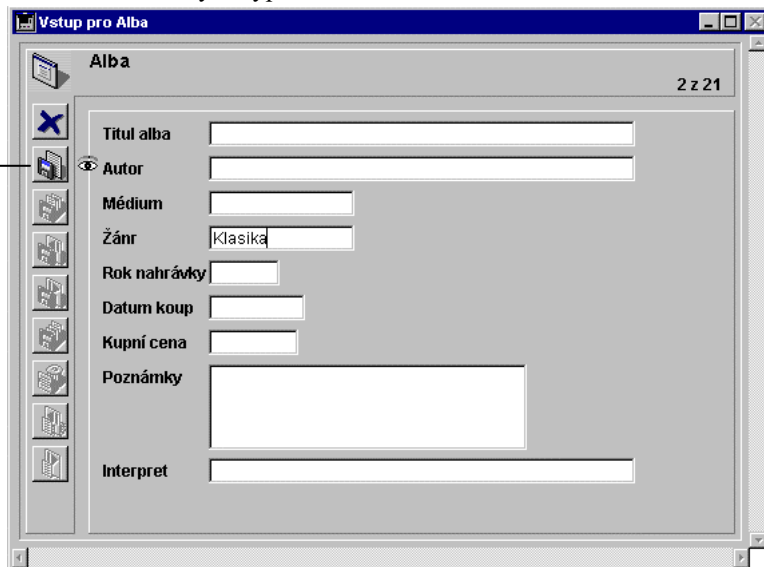 Vstup pro Alba
Alba
2 z 21
Titul alba
Autor
Médium
Žánr Klasika
Rok nahrávky
Datum koup
Kupní cena
Poznámky
Interpret